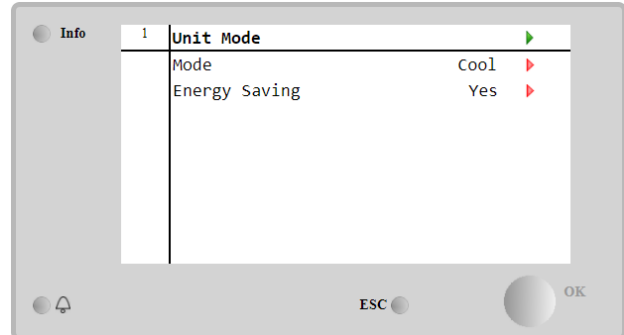 Info
1 Unit Mode
Mode Cool
Energy Saving Yes
ESC
OK